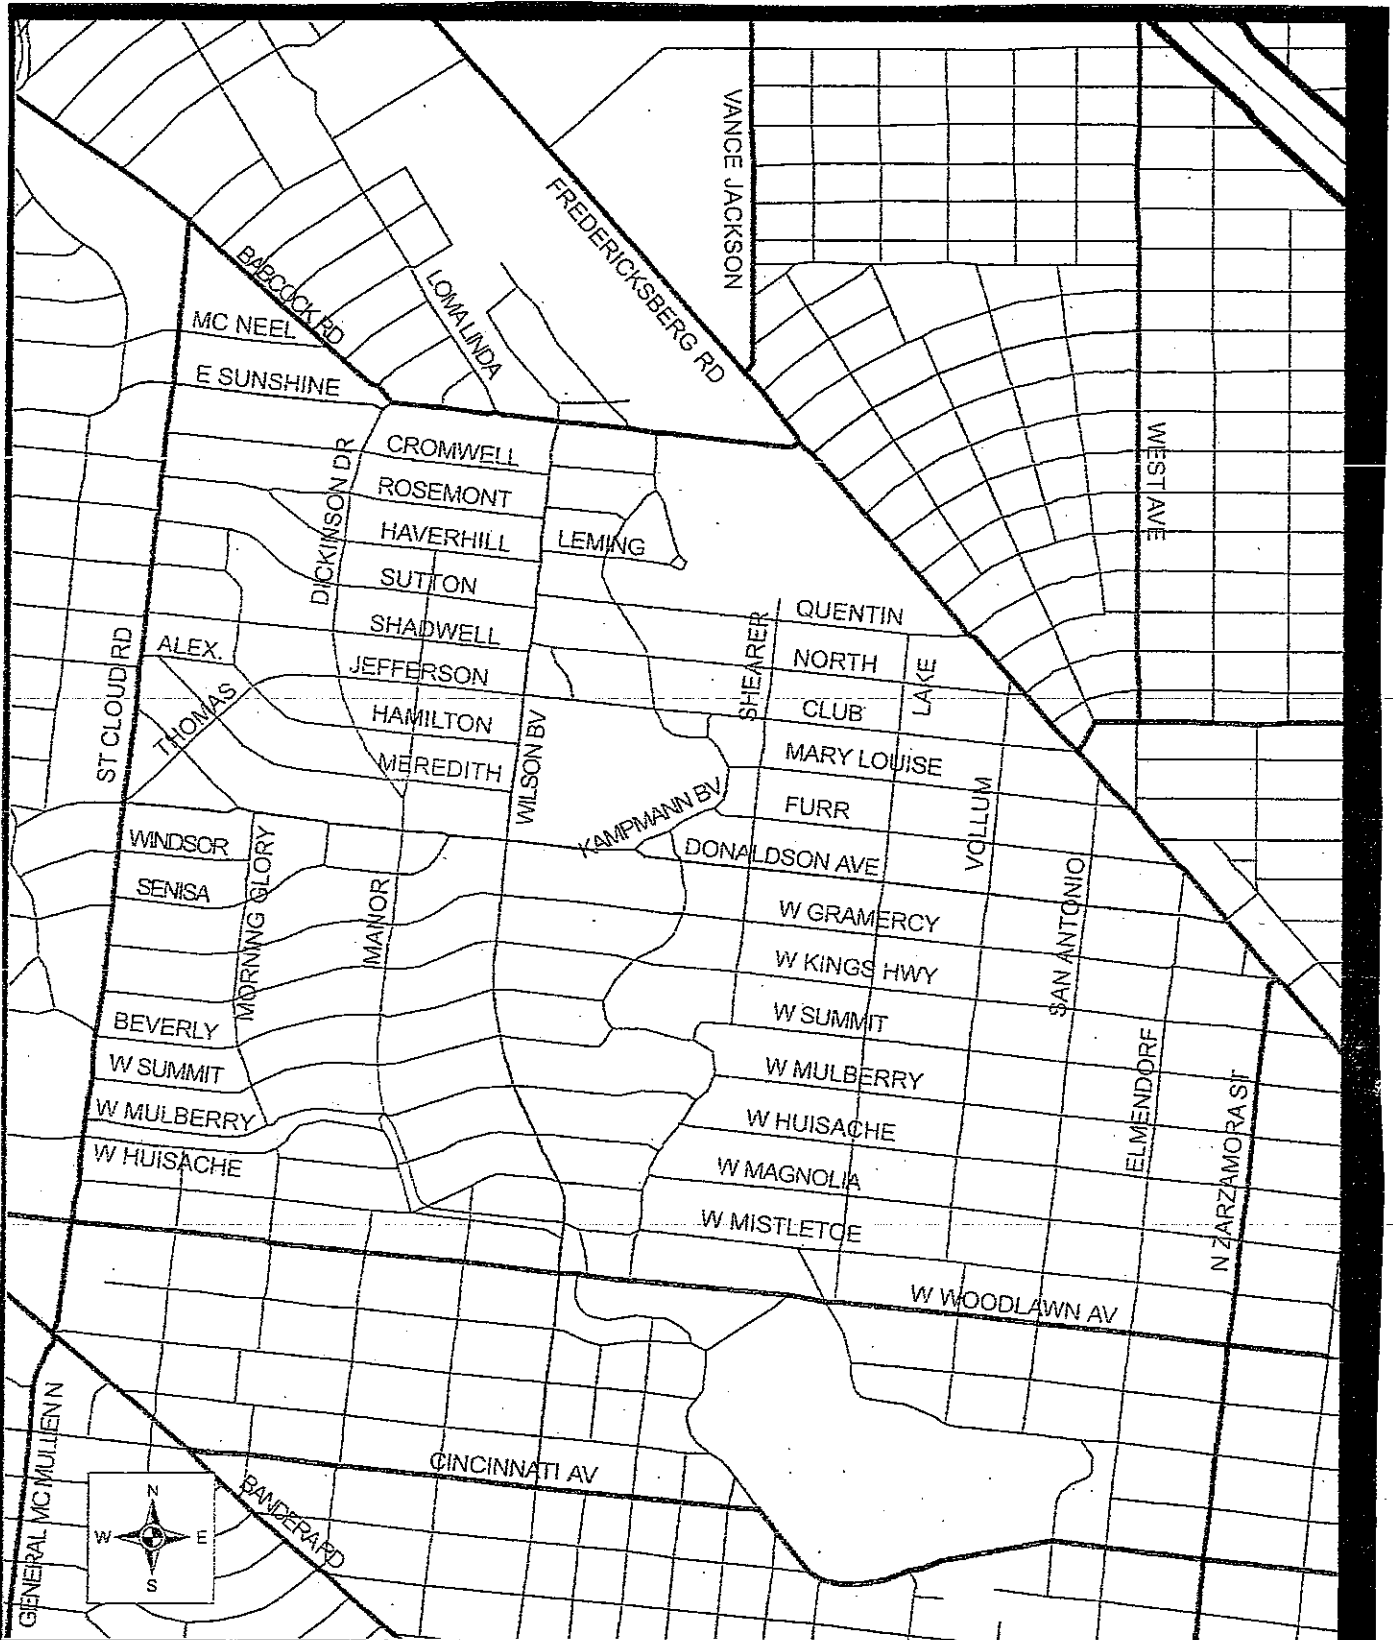 VANCE JACKSON
FREDERICKSBERG RD
BABCOCK RD
LOMA LINDA
MC NEEL
E SUNSHINE
WEST AVE
DICKINSON DR
CROMWELL
ROSEMONT
HAVERHILL
LEMING
SUTTON
SHADWELL
JEFFERSON
HAMILTON
MEREDITH
ST CLOUD RD
ALEX.
THOMAS
WILSON BV
SHEARER
QUENTIN
NORTH
LAKE
CLUB
MARY LOUISE
FURR
VOLLUM
KAMPMANN BV
DONALDSON AVE
W GRAMERCY
W KINGS HWY
SAN ANTONIO
W SUMMIT
W MULBERRY
W HUISACHE
W MAGNOLIA
W MISTLETOE
ELMENDORF
N ZARZAMORA ST
WINDSOR
SENISA
MORNING GLORY
MANOR
BEVERLY
W SUMMIT
W MULBERRY
W HUISACHE
W WOODLAWN AV
CINCINNATI AV
GENERAL MC MULLEN N
BANDERA RD
N
W E
S